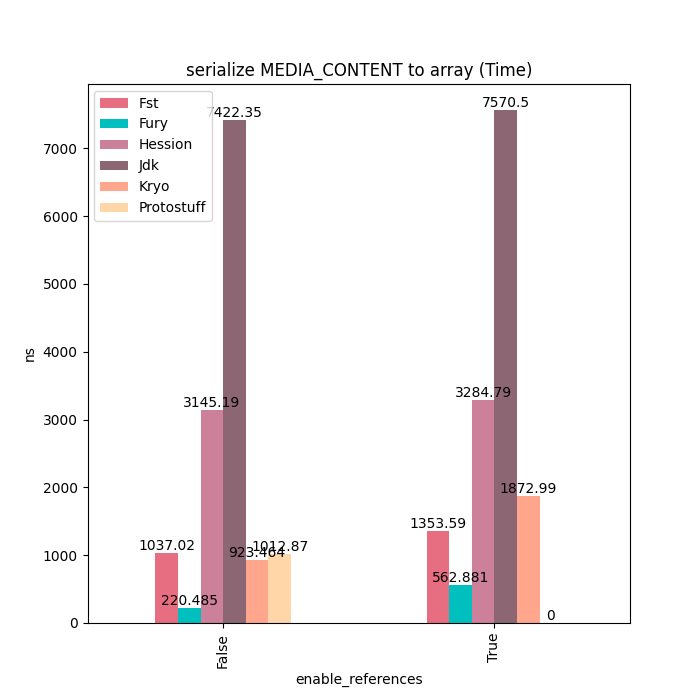 serialize MEDIA_CONTENT to array (Time)
Fst
Fury
Hession
Jdk
Kryo
Protostuff
7422.35
7570.5
3145.19
3284.79
1037.02
220.485
923.464
1012.87
1353.59
562.881
1872.99
0
7000
6000
5000
4000
3000
2000
1000
0
ns
False
True
enable_references